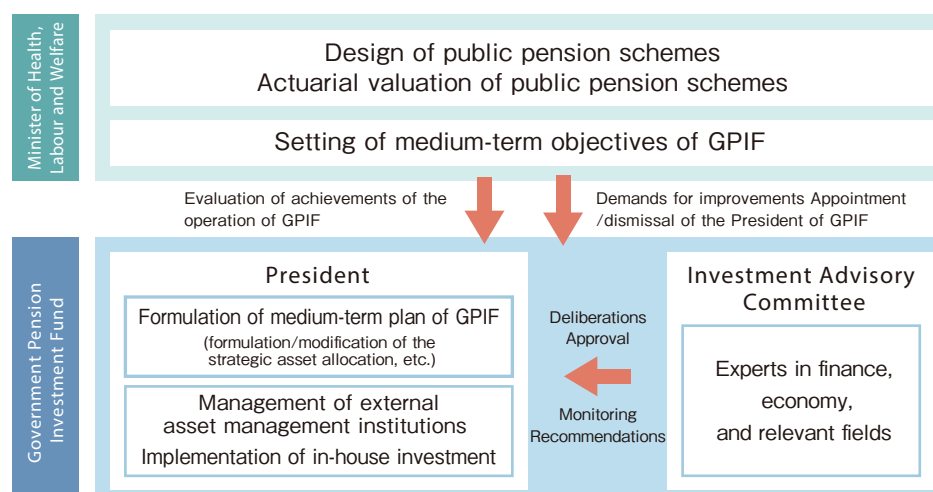 Minister of Health,
Labour and Welfare
Design of public pension schemes
Actuarial valuation of public pension schemes
Setting of medium-term objectives of GPIF
Evaluation of achievements of the
operation of GPIF
Demands for improvements Appointment
/dismissal of the President of GPIF
Government Pension
Investment Fund
President
Formulation of medium-term plan of GPIF
(formulation/modification of the
strategic asset allocation, etc.)
Management of external
asset management institutions
Implementation of in-house investment
Deliberations
Approval
Monitoring
Recommendations
Investment Advisory
Committee
Experts in finance,
economy,
and relevant fields